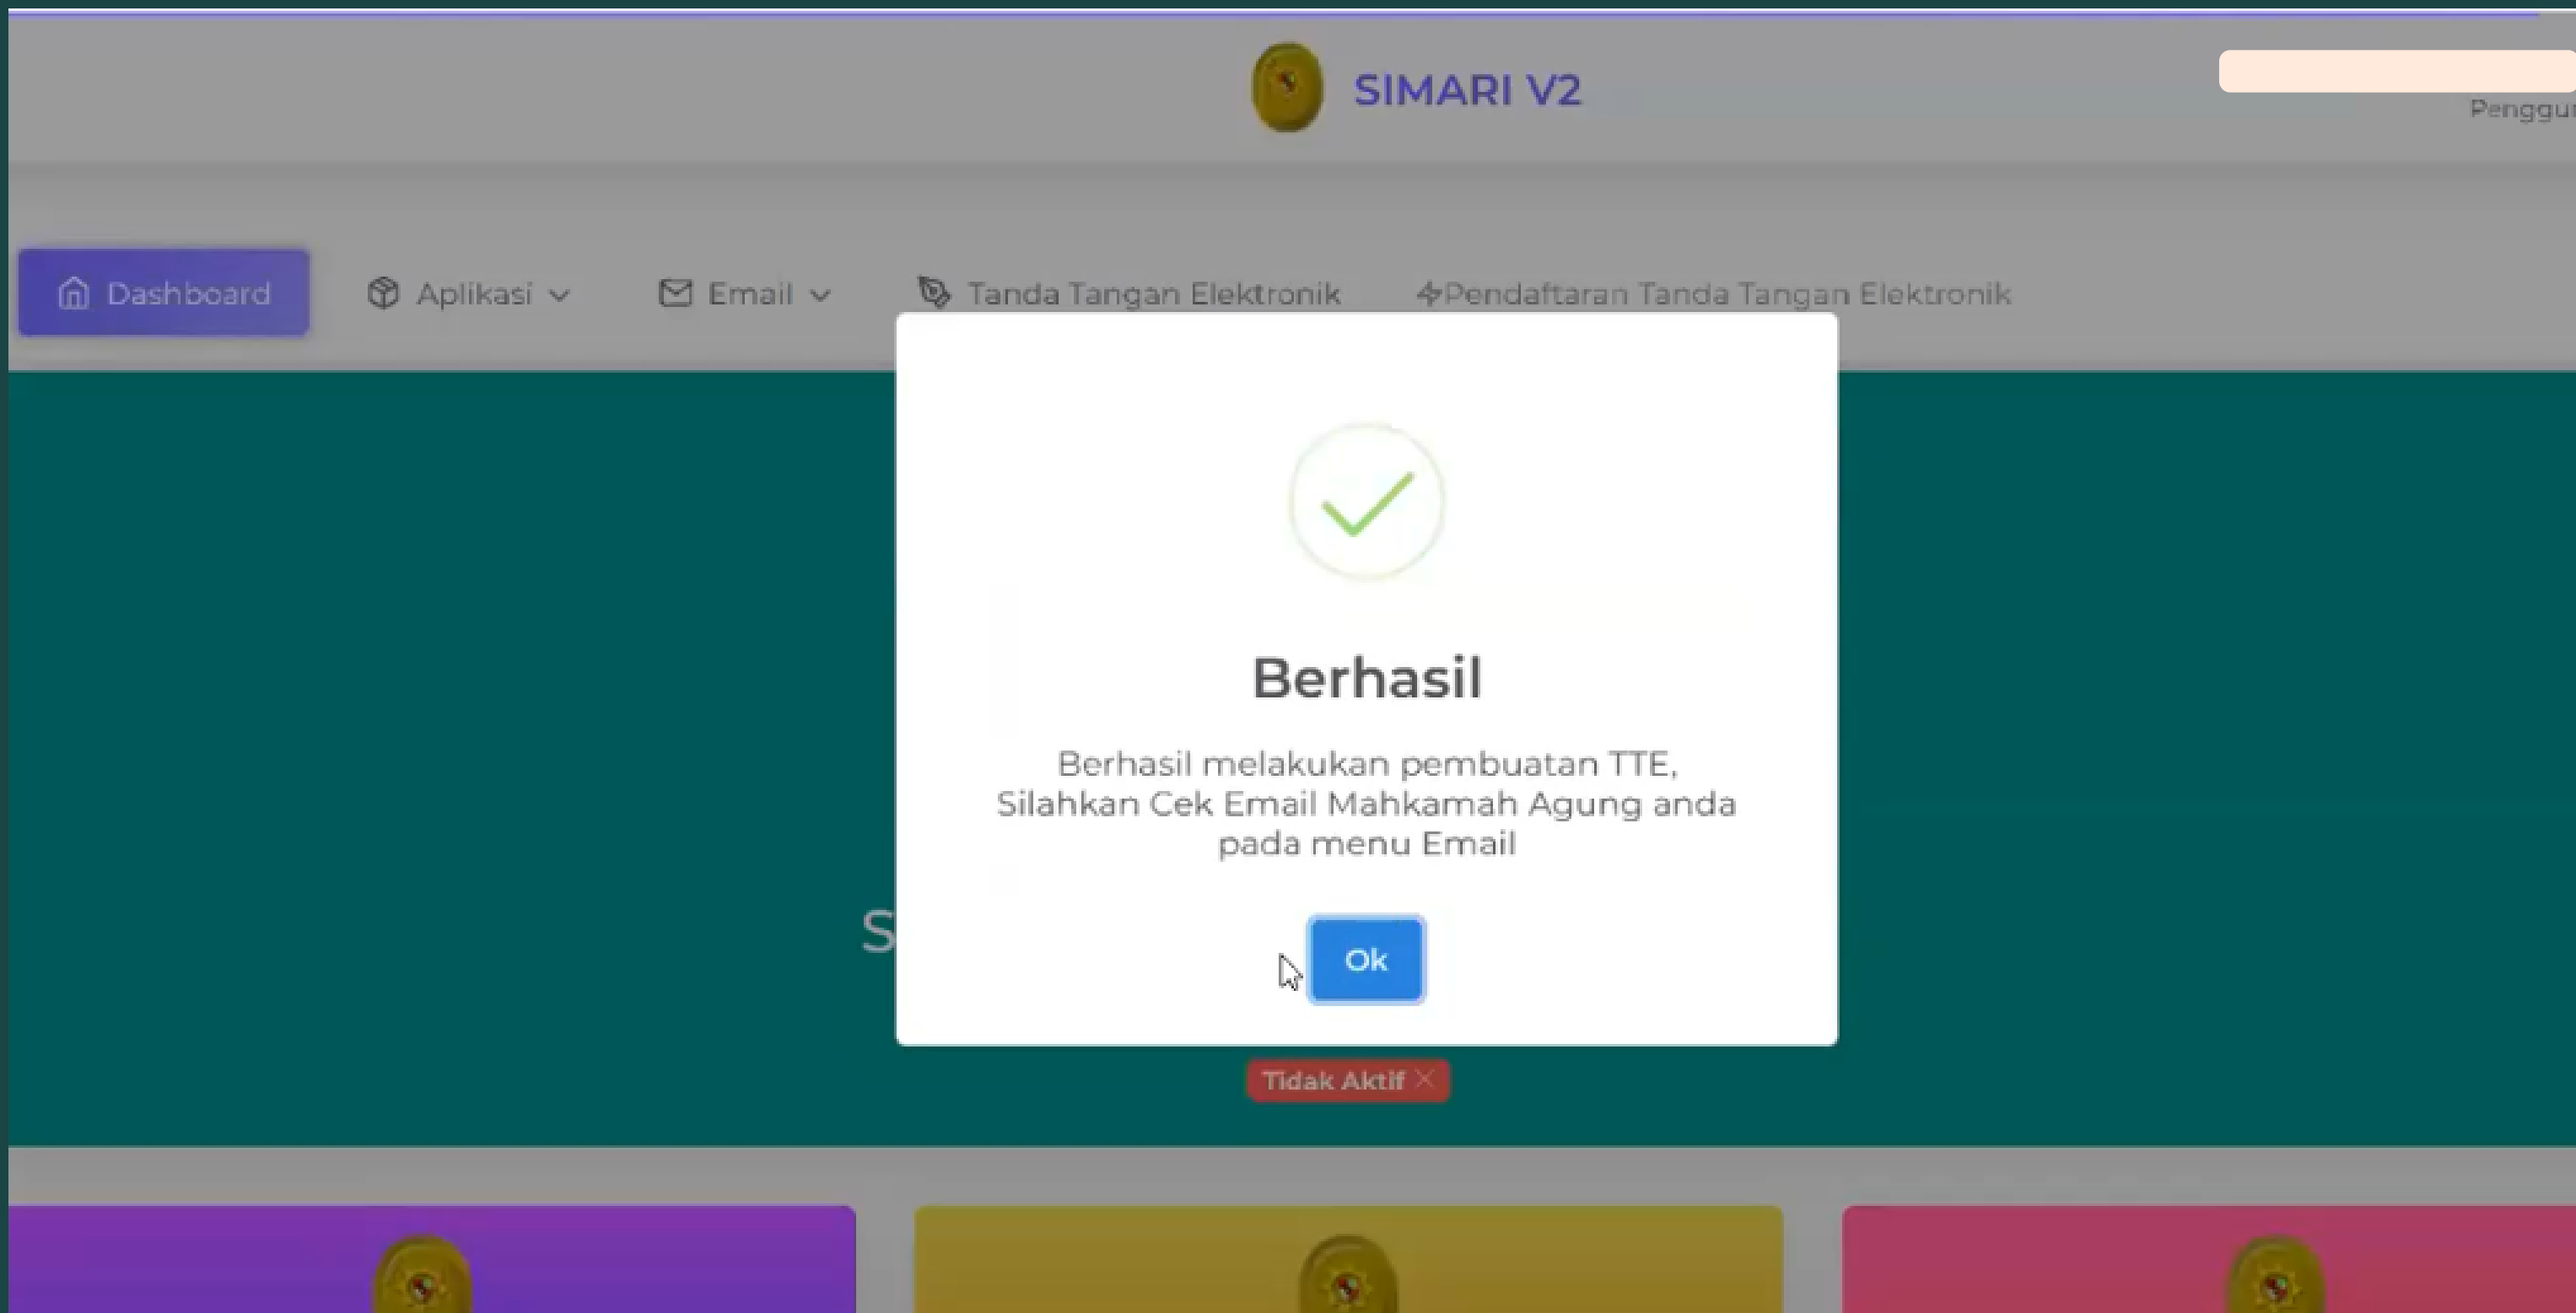 SIMARI V2
Dashboard
Aplikasi
Email
Tanda Tangan Elektronik
Pendaftaran Tanda Tangan Elektronik
Berhasil
Berhasil melakukan pembuatan TTE,
Silahkan Cek Email Mahkamah Agung anda
pada menu Email
Ok
Tidak Aktif